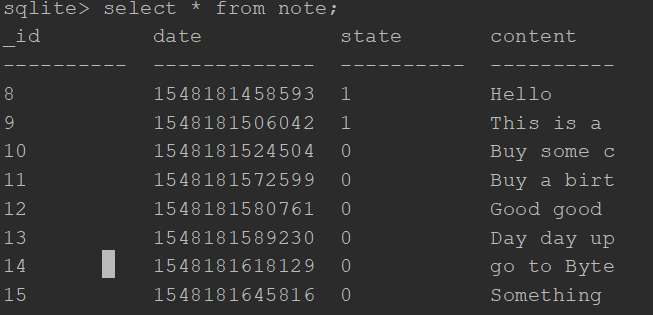 sqlite> select * from note;
_id         date           state       content
----------  -------------  ----------  ----------
8           1548181458593  1           Hello
9           1548181506042  1           This is a
10          1548181524504  0           Buy some c
11          1548181572599  0           Buy a birt
12          1548181580761  0           Good good
13          1548181589230  0           Day day up
14          1548181618129  0           go to Byte
15          1548181645816  0           Something